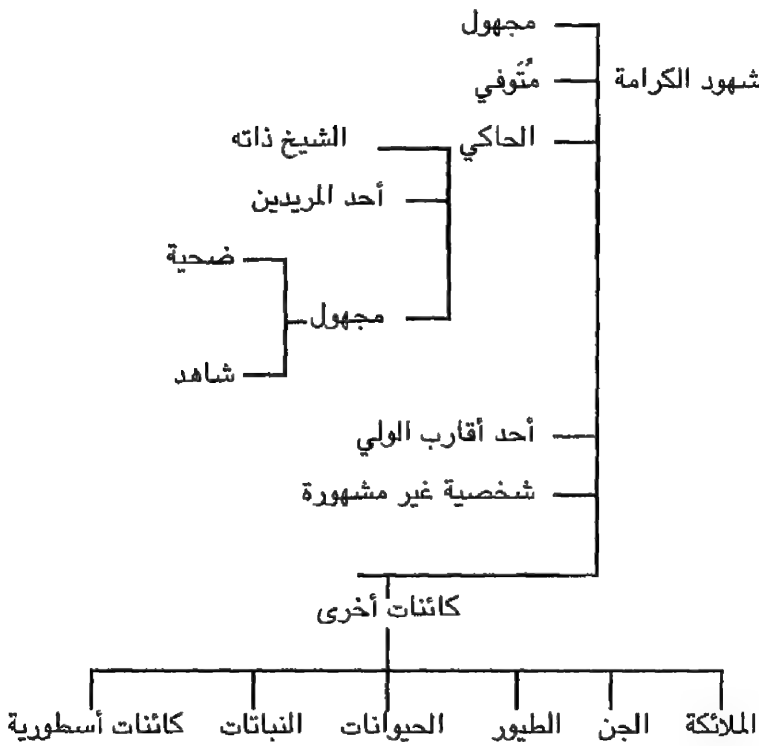 مجهول
شهود الكرامة مُتَوفي
الحاكي الشيخ ذاته
أحد المريدين
ضحية
مجهول
شاهد
أحد أقارب الولي
شخصية غير مشهورة
كائنات أخرى
الملائكة الجن الطيور الحيوانات النباتات كائنات أسطورية